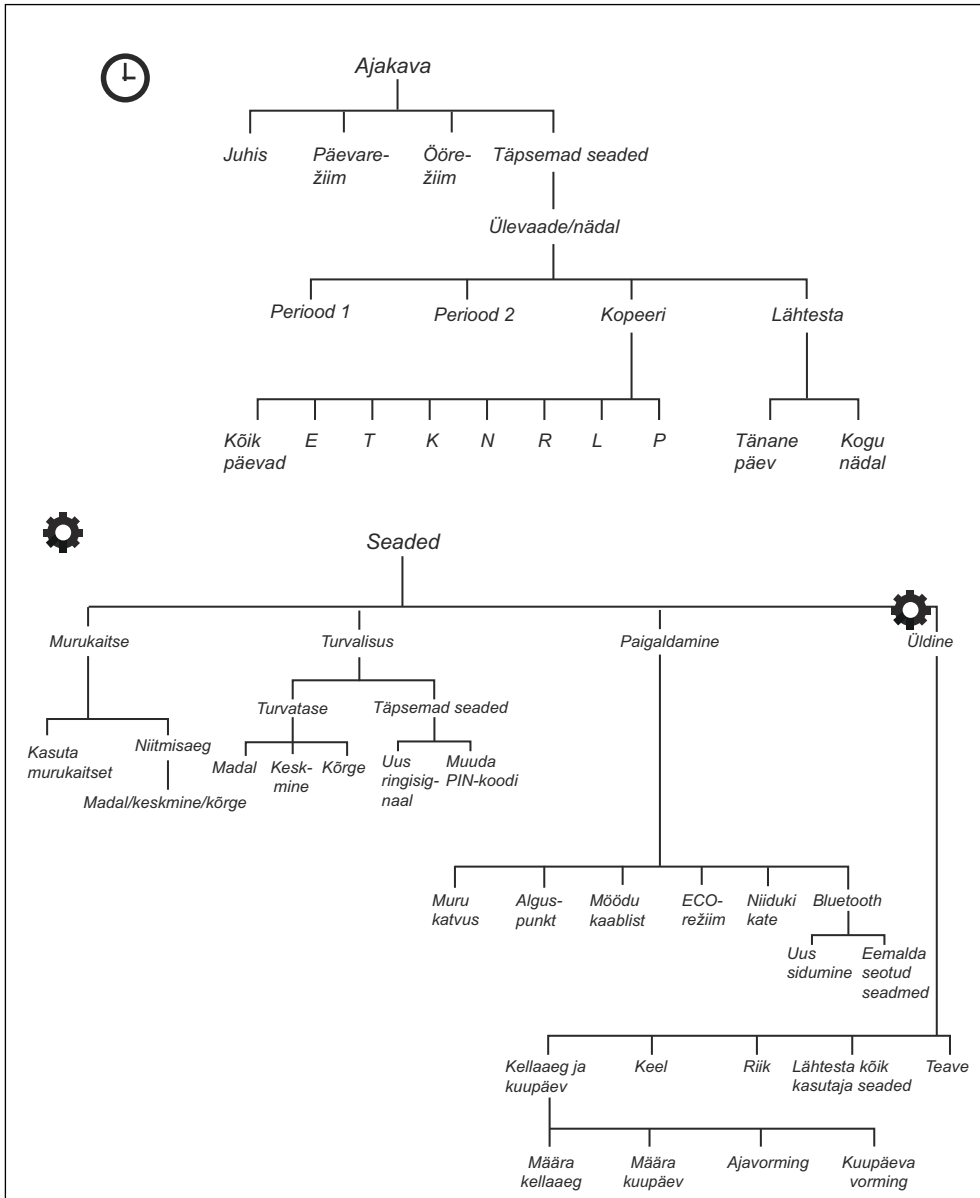 Ajakava
Juhis
Päevare-
žiim
Ööre-
žiim
Täpsemad seaded
Ülevaade/nädal
Periood 1
Periood 2
Kopeeri
Lähtesta
Kõik
päevad
E
T
K
N
R
L
P
Tänane
päev
Kogu
nädal
Seaded
Murukaitse
Turvalisus
Paigaldamine
Üldine
Kasuta
murukaitset
Niitmisaeg
Madal/keskmine/kõrge
Turvatase
Täpsemad seaded
Madal
Kesk-
mine
Kõrge
Uus
ringisig-
naal
Muuda
PIN-koodi
Muru
katvus
Algus-
punkt
Möödu
kaablist
ECO-
režiim
Niiduki
kate
Bluetooth
Uus
sidumine
Eemalda
seotud
seadmed
Kellaaeg ja
kuupäev
Keel
Riik
Lähtesta kõik
kasutaja seaded
Teave
Määra
kellaaeg
Määra
kuupäev
Ajavorming
Kuupäeva
vorming